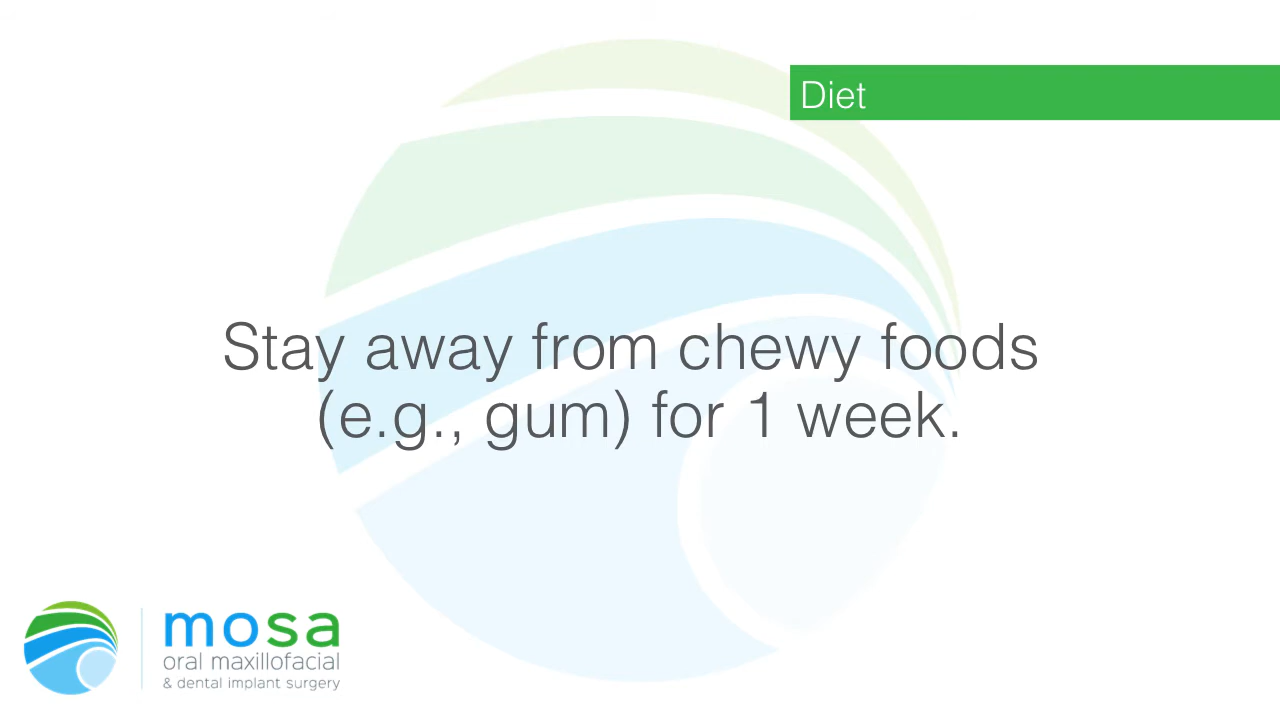 Diet
Stay away from chewy foods
(e.g., gum) for 1 week.
mosa
oral maxillofacial
& dental implant surgery